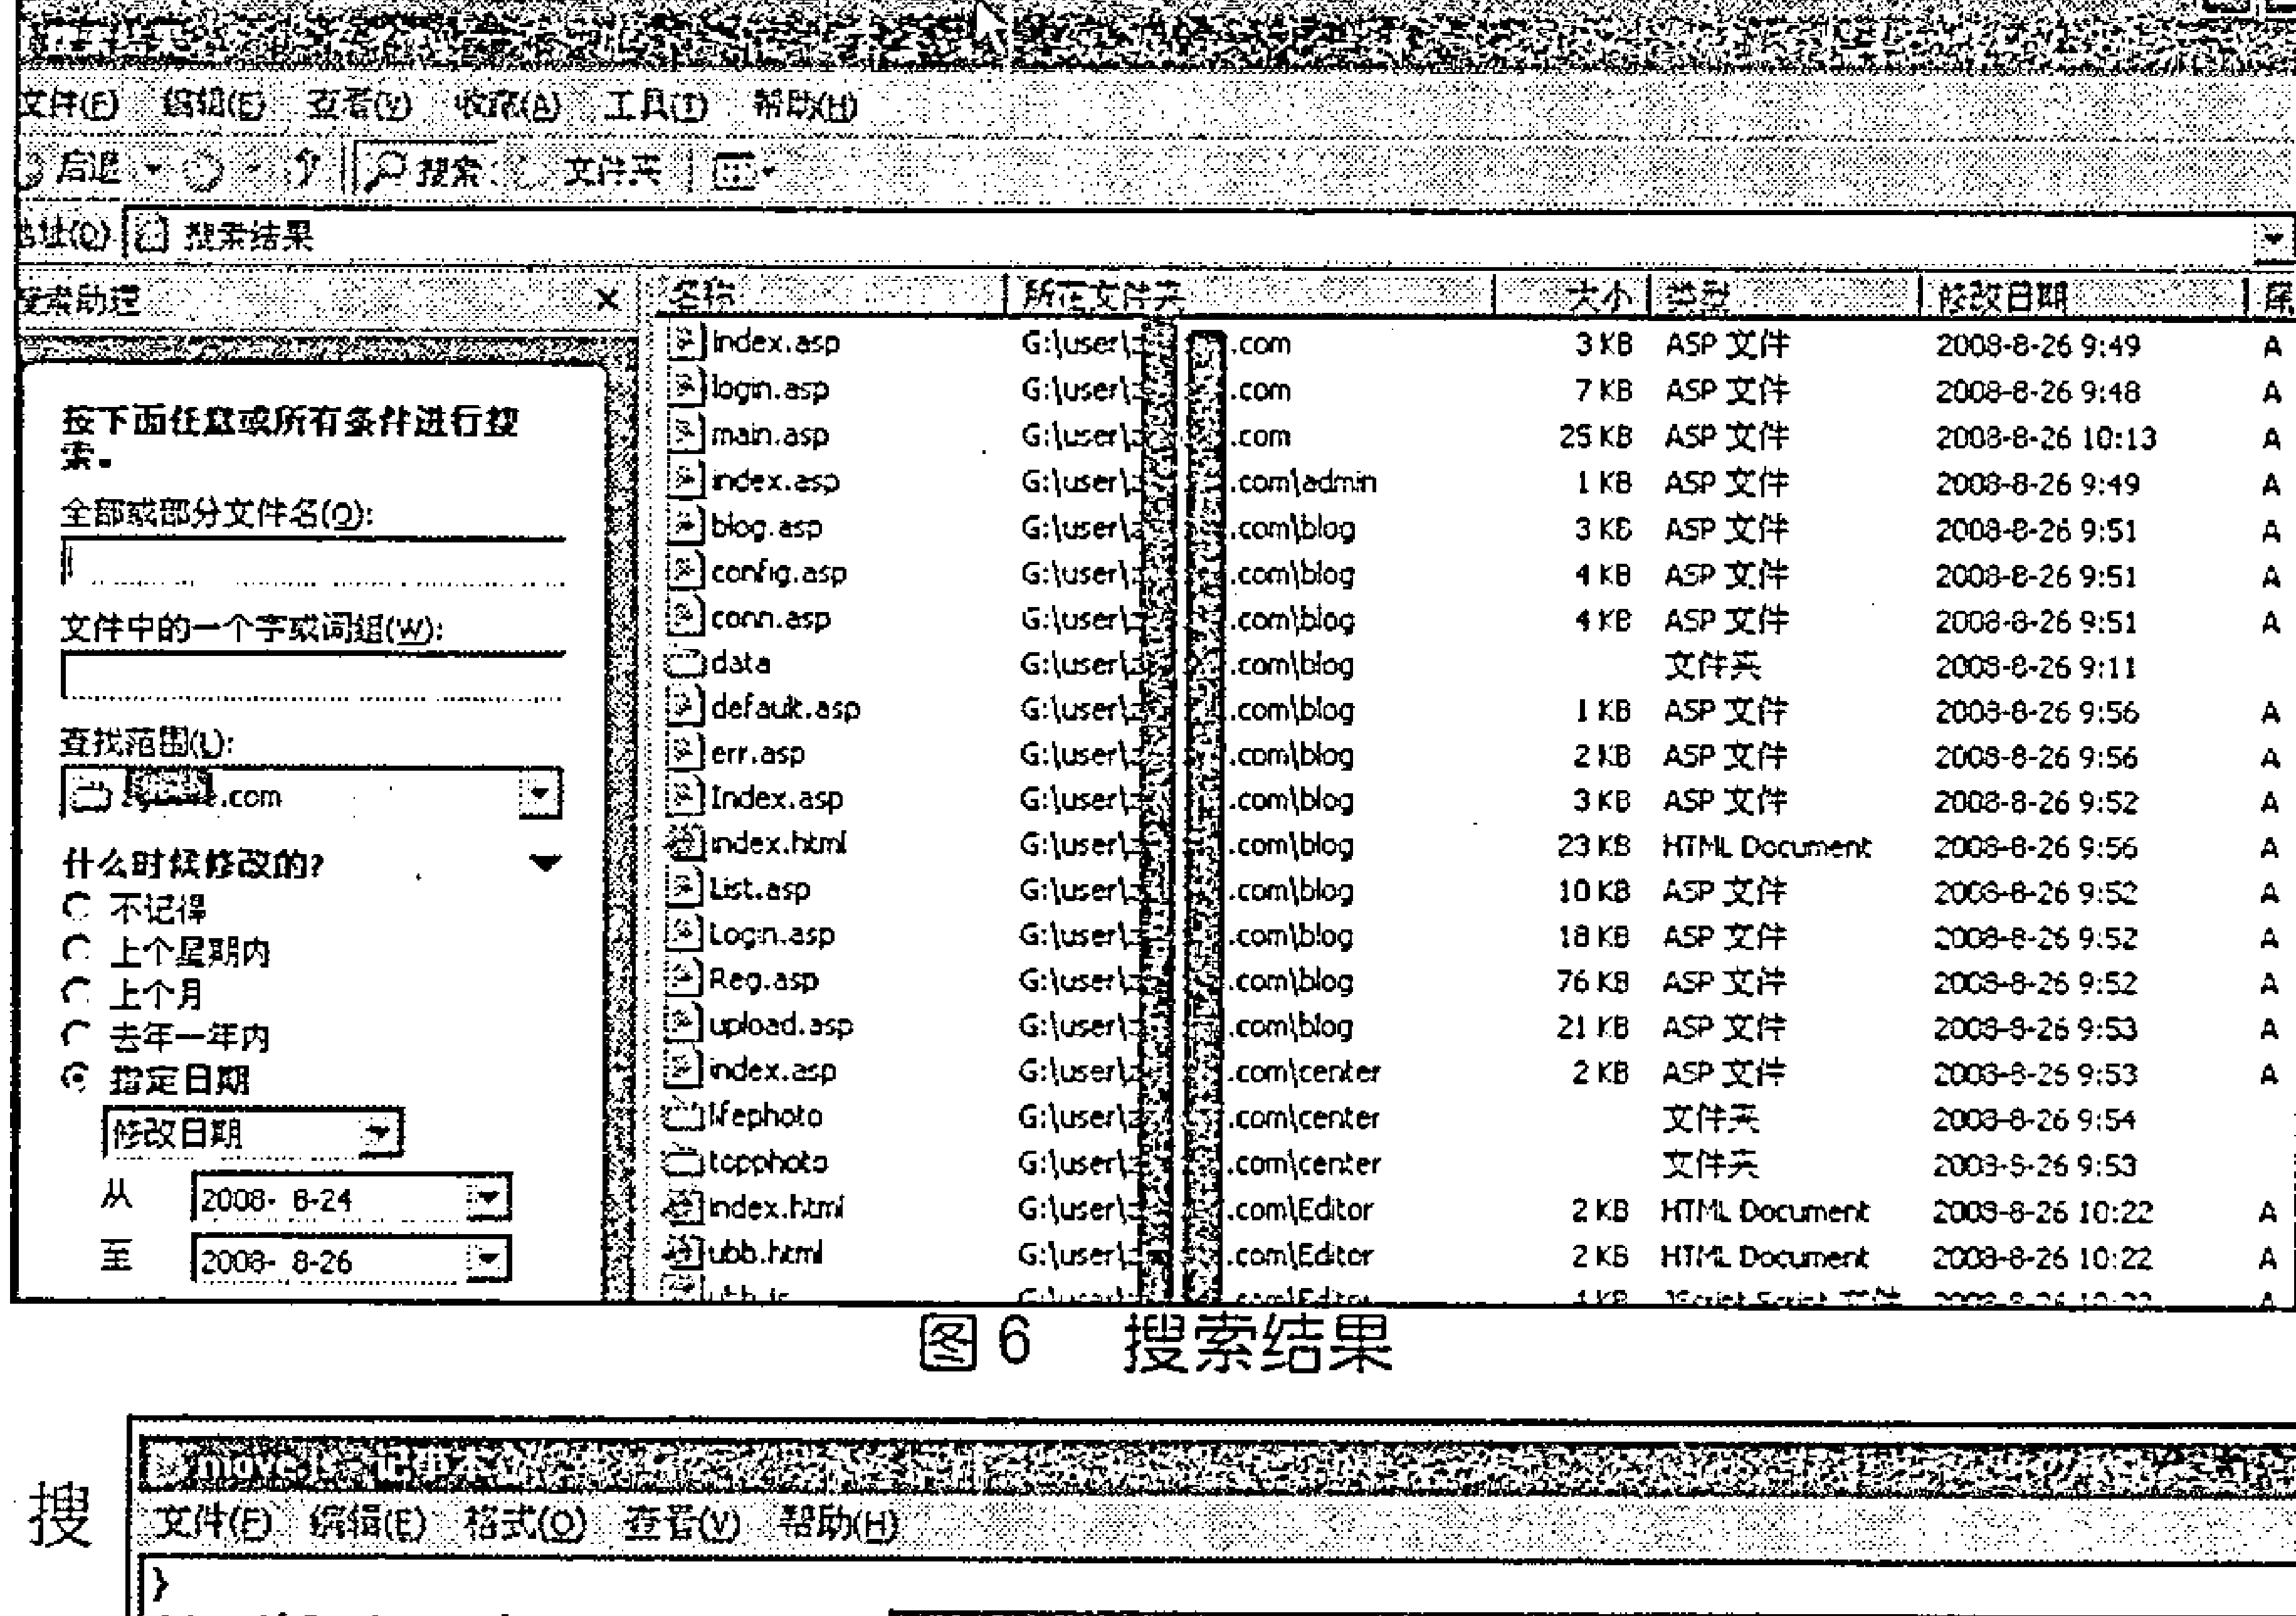 文件(F) 编辑(E) 查看(V) 收藏(A) 工具(T) 帮助(H)
后退 搜索 文件夹
地址(D) 搜索结果
搜索助理
名称 所在文件夹 大小 类型 修改日期
index.asp G:\user\ .com 3 KB ASP 文件 2008-8-26 9:49 A
login.asp G:\user\ .com 7 KB ASP 文件 2008-8-26 9:48 A
main.asp G:\user\ .com 25 KB ASP 文件 2008-8-26 10:13 A
index.asp G:\user\ .com\admin 1 KB ASP 文件 2008-8-26 9:49 A
blog.asp G:\user\ .com\blog 3 KB ASP 文件 2008-8-26 9:51 A
config.asp G:\user\ .com\blog 4 KB ASP 文件 2008-8-26 9:51 A
conn.asp G:\user\ .com\blog 4 KB ASP 文件 2008-8-26 9:51 A
data G:\user\ .com\blog 文件夹 2008-8-26 9:11
default.asp G:\user\ .com\blog 1 KB ASP 文件 2008-8-26 9:56 A
err.asp G:\user\ .com\blog 2 KB ASP 文件 2008-8-26 9:56 A
Index.asp G:\user\ .com\blog 3 KB ASP 文件 2008-8-26 9:52 A
index.html G:\user\ .com\blog 23 KB HTML Document 2008-8-26 9:56 A
List.asp G:\user\ .com\blog 10 KB ASP 文件 2008-8-26 9:52 A
Login.asp G:\user\ .com\blog 18 KB ASP 文件 2008-8-26 9:52 A
Reg.asp G:\user\ .com\blog 76 KB ASP 文件 2008-8-26 9:52 A
upload.asp G:\user\ .com\blog 21 KB ASP 文件 2008-8-26 9:53 A
index.asp G:\user\ .com\center 2 KB ASP 文件 2008-8-26 9:53 A
lifephoto G:\user\ .com\center 文件夹 2008-8-26 9:54
topphoto G:\user\ .com\center 文件夹 2008-8-26 9:53
index.html G:\user\ .com\Editor 2 KB HTML Document 2008-8-26 10:22 A
ubb.html G:\user\ .com\Editor 2 KB HTML Document 2008-8-26 10:22 A
按下面任意或所有条件进行搜
索。
全部或部分文件名(O):
文件中的一个字或词组(W):
查找范围(L):
.com
什么时候修改的?
不记得
上个星期内
上个月
去年一年内
指定日期
修改日期
从 2008- 8-24
至 2008- 8-26
图 6 搜索结果
搜
move.js - 记事本
文件(F) 编辑(E) 格式(O) 查看(V) 帮助(H)
}